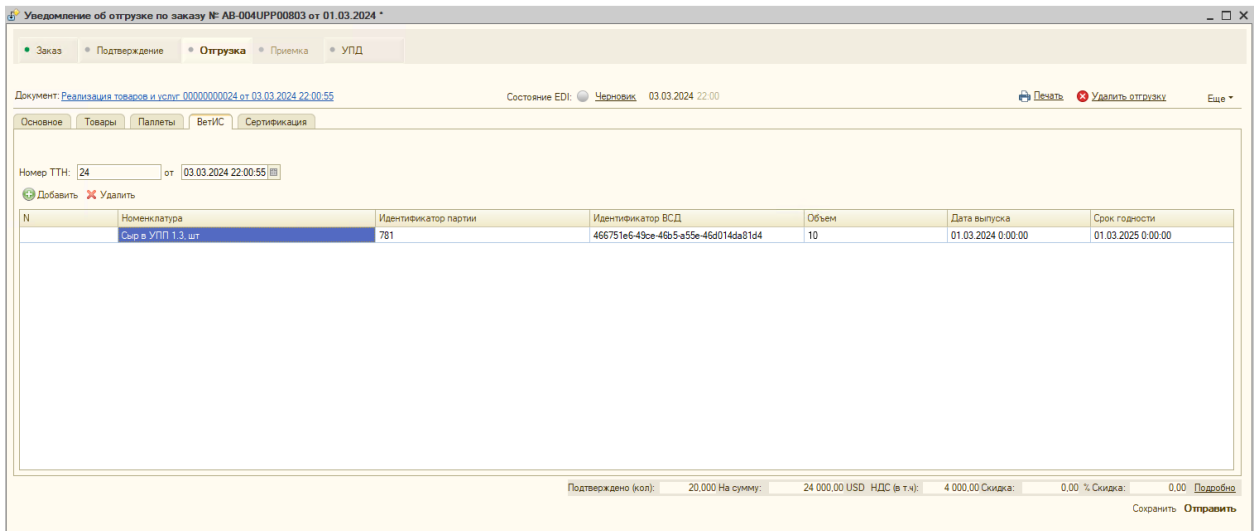 Уведомление об отгрузке по заказу № АВ-004UPP00803 от 01.03.2024 *
Заказ Подтверждение Отгрузка Приемка УПД
Документ: Реализация товаров и услуг 00000000024 от 03.03.2024 22:00:55 Состояние EDI: Черновик 03.03.2024 22:00 Печать Удалить отгрузку Еще
Основное Товары Паллеты ВетИС Сертификация
Номер ТТН: 24 от 03.03.2024 22:00:55
Добавить Удалить
N Номенклатура Идентификатор партии Идентификатор ВСД Объем Дата выпуска Срок годности
Сыр в УПП 1.3, шт 781 466751e6-49ce-46b5-a55e-46d014da81d4 10 01.03.2024 0:00:00 01.03.2025 0:00:00
Подтверждено (кол): 20,000 На сумму: 24 000,00 USD НДС (в т.ч): 4 000,00 Скидка: 0,00 % Скидка: 0,00 Подробно
Сохранить Отправить